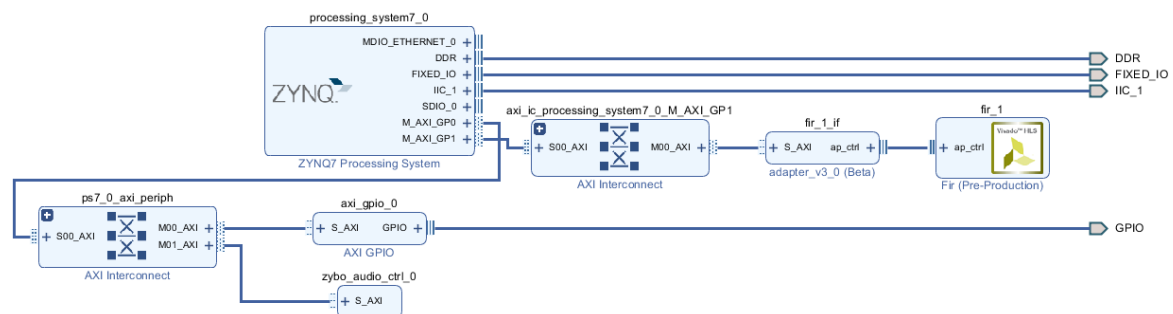 processing_system7_0
MDIO_ETHERNET_0
DDR
FIXED_IO
IIC_1
SDIO_0
M_AXI_GP0
M_AXI_GP1
ZYNQ
ZYNQ7 Processing System
DDR
FIXED_IO
IIC_1
axi_ic_processing_system7_0_M_AXI_GP1
S00_AXI
M00_AXI
AXI Interconnect
fir_1_if
S_AXI
ap_ctrl
adapter_v3_0 (Beta)
fir_1
ap_ctrl
Vivado™ HLS
Fir (Pre-Production)
ps7_0_axi_periph
S00_AXI
M00_AXI
M01_AXI
AXI Interconnect
axi_gpio_0
S_AXI
GPIO
AXI GPIO
GPIO
zybo_audio_ctrl_0
S_AXI